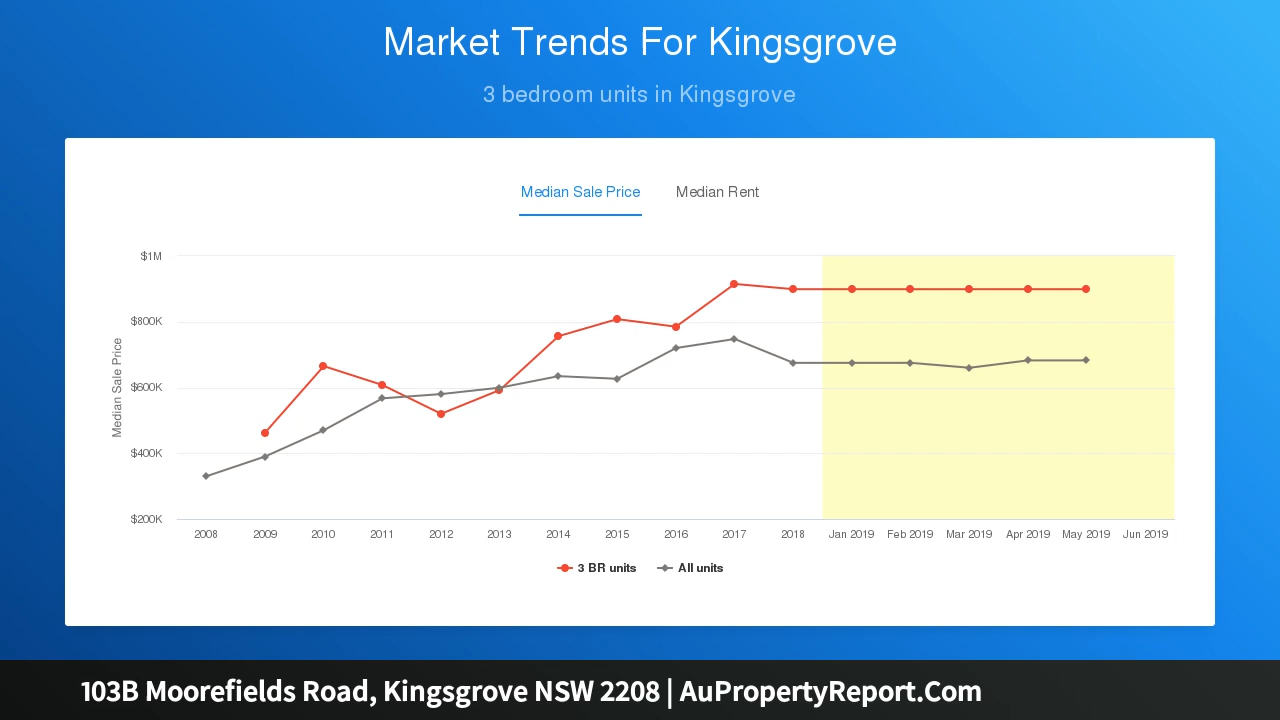 Market Trends For Kingsgrove
3 bedroom units in Kingsgrove
Median Sale Price Median Rent
Median Sale Price
$1M
$800K
$600K
$400K
$200K
2008 2009 2010 2011 2012 2013 2014 2015 2016 2017 2018 Jan 2019 Feb 2019 Mar 2019 Apr 2019 May 2019 Jun 2019
3 BR units All units
103B Moorefields Road, Kingsgrove NSW 2208 | AuPropertyReport.Com